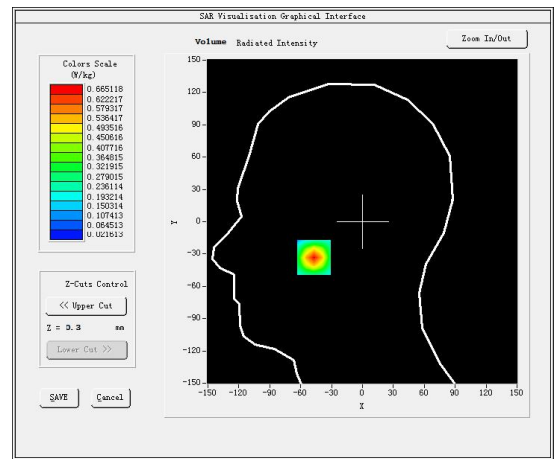 SAR Visualisation Graphical Interface
Volume Radiated Intensity
Zoom In/Out
Colors Scale
(W/kg)
0.665118
0.622217
0.579317
0.536417
0.493516
0.450616
0.407716
0.364815
0.321915
0.279015
0.236114
0.193214
0.150314
0.107413
0.064513
0.021613
Z-Cuts Control
<< Upper Cut
Z = 0.3 mm
Lower Cut >>
SAVE Cancel
150
120
90
60
30
0
-30
-60
-90
-120
-150
Y
-150 -120 -90 -60 -30 0 30 60 90 120 150
X